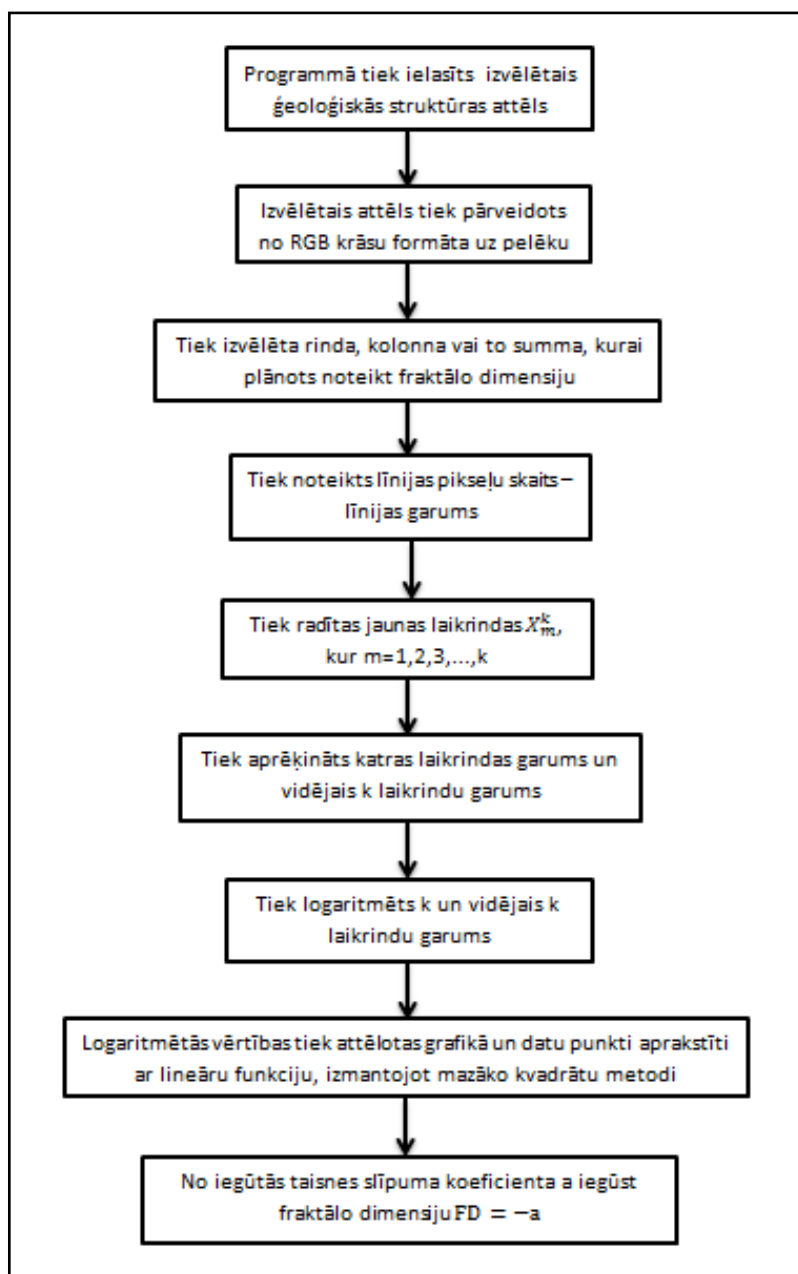 Programmā tiek ielasīts izvēlētais
ģeoloģiskās struktūras attēls
Izvēlētais attēls tiek pārveidots
no RGB krāsu formāta uz pelēku
Tiek izvēlēta rinda, kolonna vai to summa, kurai
plānots noteikt fraktālo dimensiju
Tiek noteikts līnijas pikseļu skaits–
līnijas garums
Tiek radītas jaunas laikrindas $X_m^k$,
kur m=1,2,3,...,k
Tiek aprēķināts katras laikrindas garums un
vidējais k laikrindu garums
Tiek logaritmēts k un vidējais k
laikrindu garums
Logaritmētās vērtības tiek attēlotas grafikā un datu punkti aprakstīti
ar lineāru funkciju, izmantojot mazāko kvadrātu metodi
No iegūtās taisnes slīpuma koeficienta a iegūst
fraktālo dimensiju FD = −a